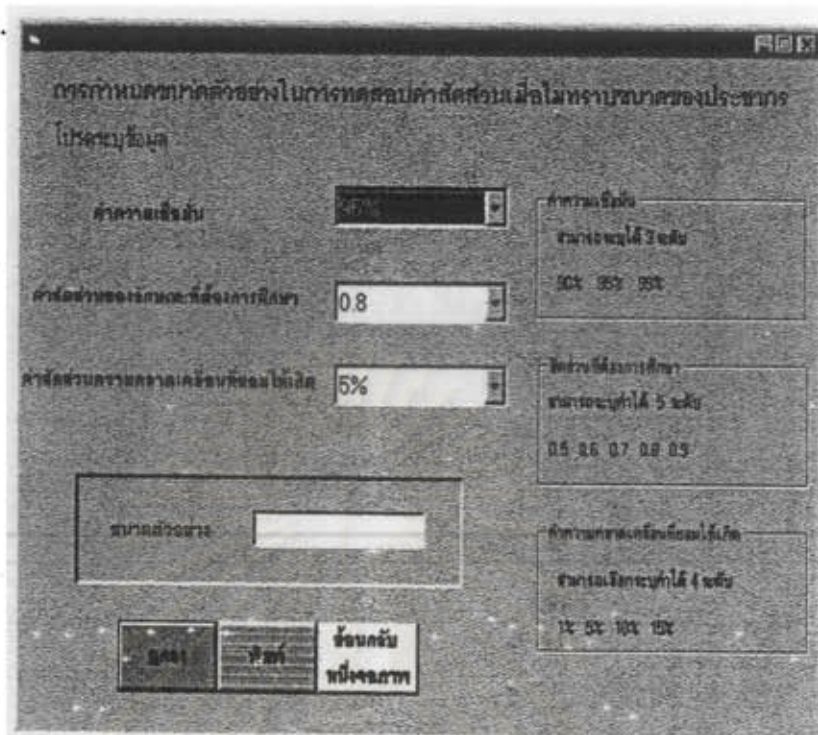 การกำหนดขนาดตัวอย่างในการทดสอบค่าสัดส่วนเมื่อไม่ทราบขนาดของประชากร
โปรดระบุข้อมูล
ค่าความเชื่อมั่น
ค่าสัดส่วนของลักษณะที่ต้องการศึกษา
0.8
ค่าสัดส่วนความคลาดเคลื่อนที่ยอมให้เกิด
5%
ขนาดตัวอย่าง
ตกลง
พิมพ์
ย้อนกลับ
หนึ่งจอภาพ
ค่าความเชื่อมั่น
สามารถระบุได้ 3 ระดับ
90% 95% 99%
สัดส่วนที่ต้องการศึกษา
สามารถระบุค่าได้ 5 ระดับ
0.5 0.6 0.7 0.8 0.9
ค่าความคลาดเคลื่อนที่ยอมให้เกิด
สามารถเลือกระบุค่าได้ 4 ระดับ
1% 5% 10% 15%